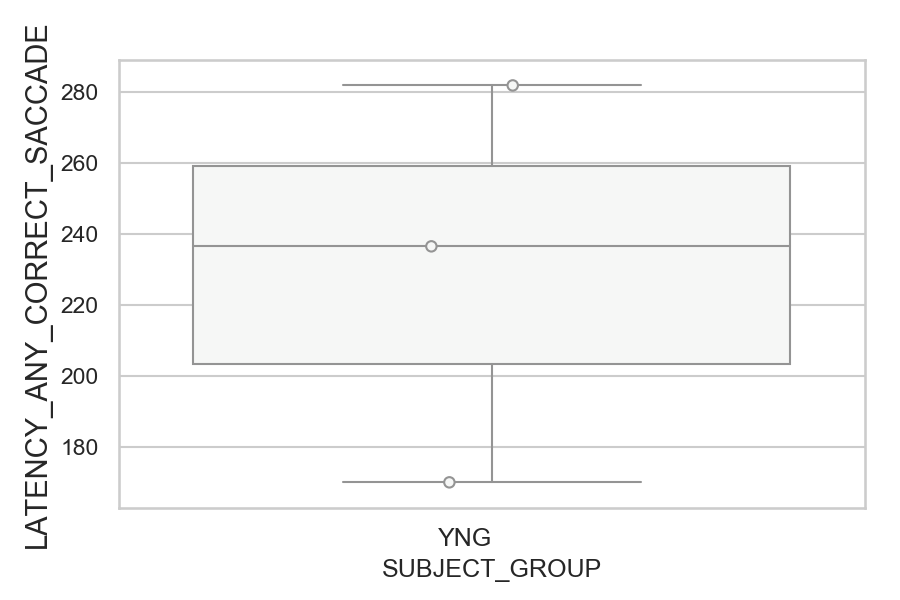 LATENCY_ANY_CORRECT_SACCADE
280
260
240
220
200
180
YNG
SUBJECT_GROUP